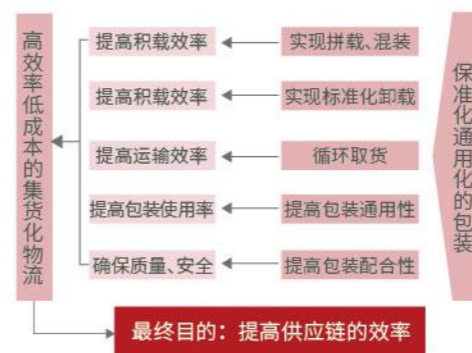 高效率低成本的集货化物流
提高积载效率
实现拼载、混装
提高积载效率
实现标准化卸载
提高运输效率
循环取货
提高包装使用率
提高包装通用性
确保质量、安全
提高包装配合性
保准化通用化的包装
最终目的：提高供应链的效率